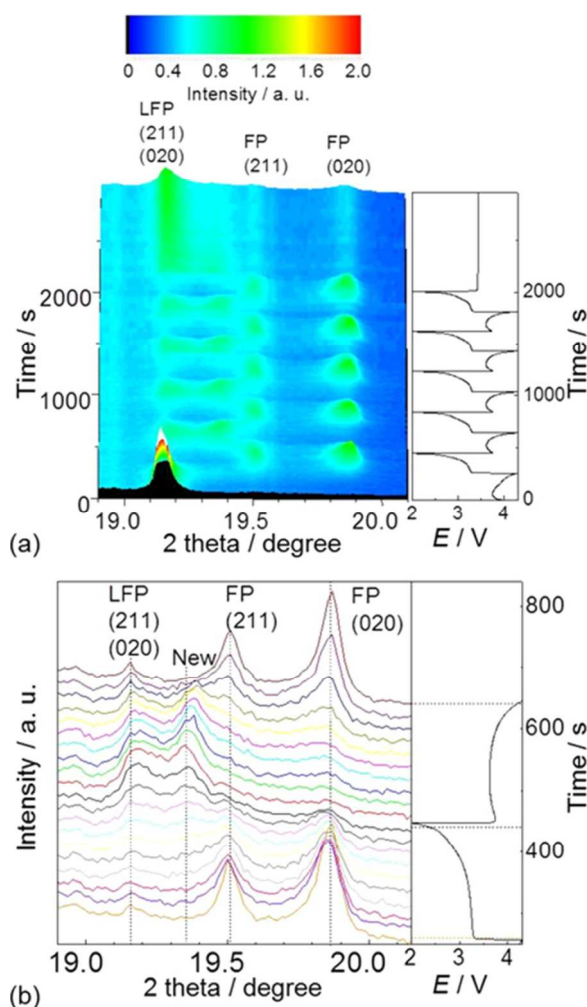 0 0.4 0.8 1.2 1.6 2.0
Intensity / a. u.
LFP
(211)
(020)
FP
(211)
FP
(020)
Time / s
2000
1000
0
19.0 19.5 20.0
2 theta / degree
2000
1000
0
Time / s
2 3 4
E / V
(a)
LFP
(211)
(020)
New
FP
(211)
FP
(020)
Intensity / a. u.
19.0 19.5 20.0
2 theta / degree
800
600
400
Time / s
2 3 4
E / V
(b)